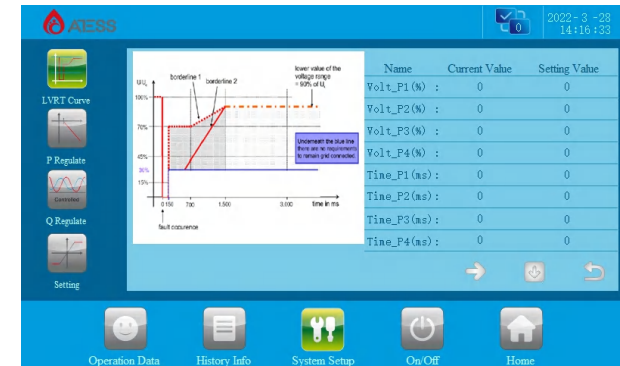 ATESS
0
2022-3-28
14:16:33
LVRT Curve
P Regulate
Controlled
Q Regulate
Setting
U/U
borderline 1
borderline 2
lower value of the
voltage range
= 90% of U
100%
70%
45%
30%
15%
Underneath the blue line
there are no requirements
to remain grid connected.
0 150 700 1.500 3.000 time in ms
fault occurence
Name Current Value Setting Value
Volt_P1(%) : 0 0
Volt_P2(%) : 0 0
Volt_P3(%) : 0 0
Volt_P4(%) : 0 0
Time_P1(ms): 0 0
Time_P2(ms): 0 0
Time_P3(ms): 0 0
Time_P4(ms): 0 0
Operation Data
History Info
System Setup
On/Off
Home